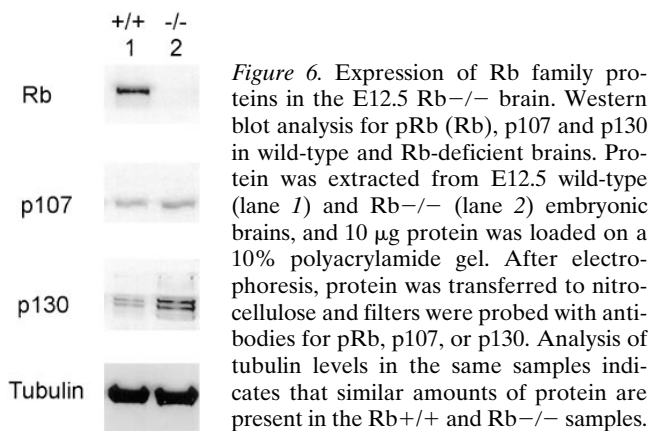 +/+ -/-
1 2
Rb
p107
p130
Tubulin
Figure 6. Expression of Rb family pro-
teins in the E12.5 Rb−/− brain. Western
blot analysis for pRb (Rb), p107 and p130
in wild-type and Rb-deficient brains. Pro-
tein was extracted from E12.5 wild-type
(lane 1) and Rb−/− (lane 2) embryonic
brains, and 10 μg protein was loaded on a
10% polyacrylamide gel. After electro-
phoresis, protein was transferred to nitro-
cellulose and filters were probed with anti-
bodies for pRb, p107, or p130. Analysis of
tubulin levels in the same samples indi-
cates that similar amounts of protein are
present in the Rb+/+ and Rb−/− samples.